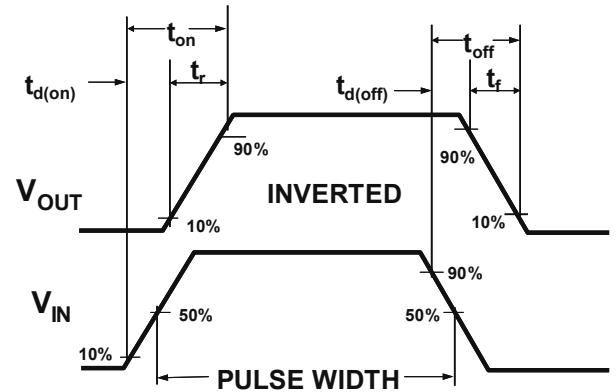 t_on t_off
t_d(on) t_r t_d(off) t_f
90% 90%
V_OUT INVERTED
10% 10%
90%
V_IN 50% 50%
10%
PULSE WIDTH